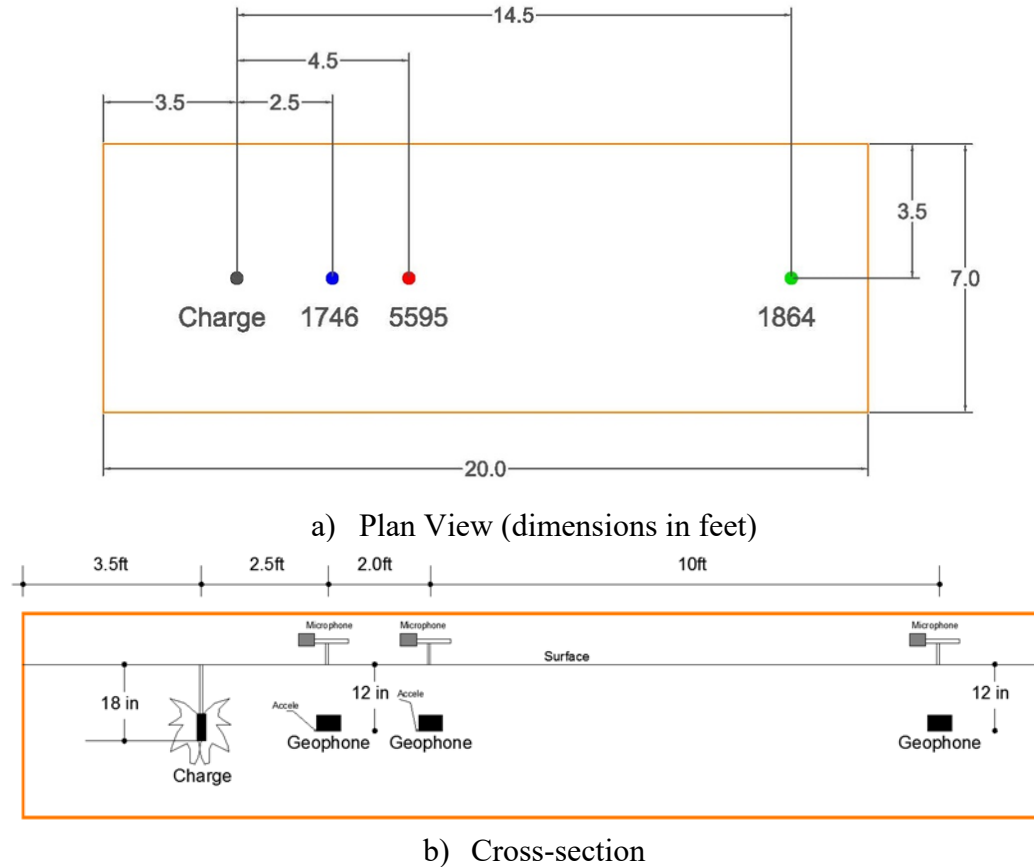 14.5
4.5
3.5 2.5
3.5
7.0
Charge 1746 5595 1864
20.0
a) Plan View (dimensions in feet)
3.5ft 2.5ft 2.0ft 10ft
Microphone Microphone Microphone
Surface
18 in 12 in 12 in
Accele Accele
Geophone Geophone Geophone
Charge
b) Cross-section